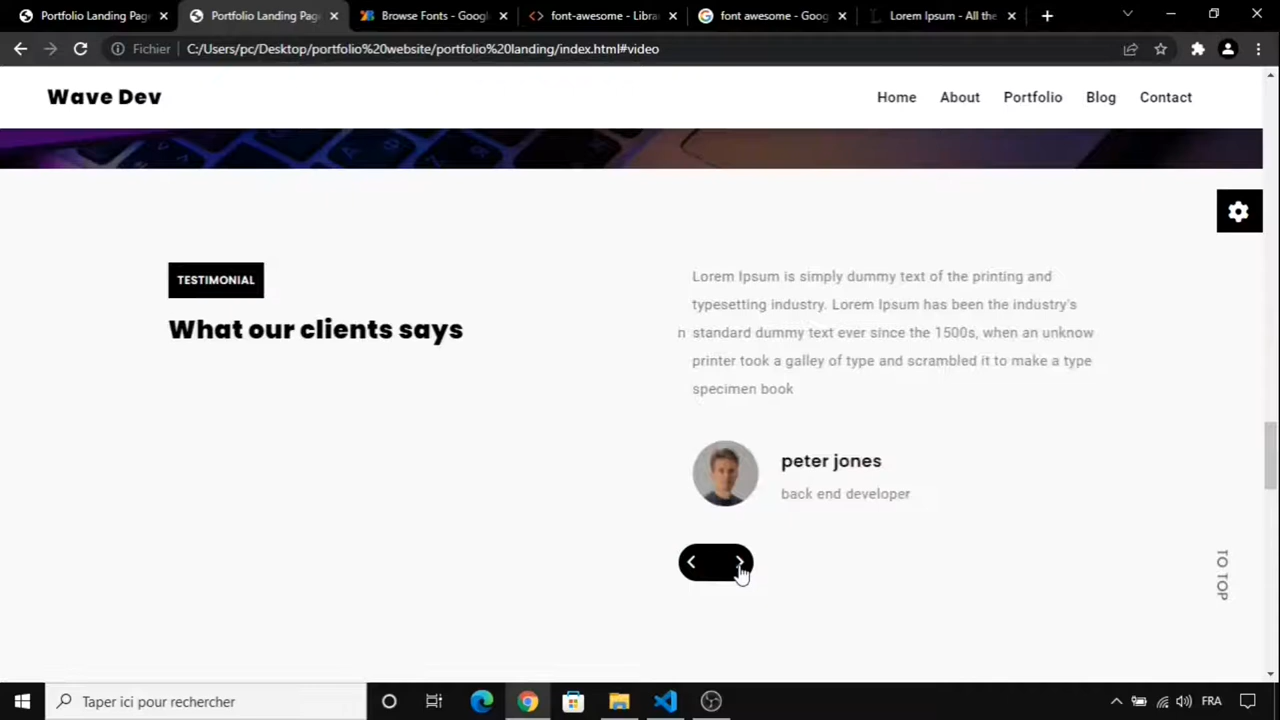 Portfolio Landing Page
Portfolio Landing Page
Browse Fonts - Googl
font-awesome - Librar
font awesome - Goog
Lorem Ipsum - All the
Fichier
C:/Users/pc/Desktop/portfolio%20website/portfolio%20landing/index.html#video
Wave Dev
Home
About
Portfolio
Blog
Contact
TESTIMONIAL
What our clients says
Lorem Ipsum is simply dummy text of the printing and
typesetting industry. Lorem Ipsum has been the industry's
n standard dummy text ever since the 1500s, when an unknow
printer took a galley of type and scrambled it to make a type
specimen book
peter jones
back end developer
TO TOP
Taper ici pour rechercher
FRA